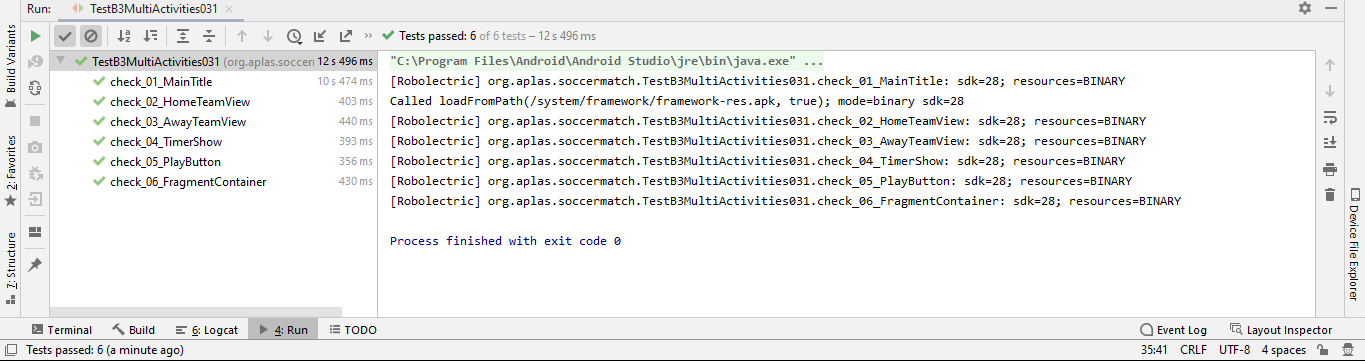 Run: TestB3MultiActivities031
Tests passed: 6 of 6 tests – 12 s 496 ms
TestB3MultiActivities031 (org.aplas.soccerm 12 s 496 ms
check_01_MainTitle 10 s 474 ms
check_02_HomeTeamView 403 ms
check_03_AwayTeamView 440 ms
check_04_TimerShow 393 ms
check_05_PlayButton 356 ms
check_06_FragmentContainer 430 ms
"C:\Program Files\Android\Android Studio\jre\bin\java.exe" ...
[Robolectric] org.aplas.soccermatch.TestB3MultiActivities031.check_01_MainTitle: sdk=28; resources=BINARY
Called loadFromPath(/system/framework/framework-res.apk, true); mode=binary sdk=28
[Robolectric] org.aplas.soccermatch.TestB3MultiActivities031.check_02_HomeTeamView: sdk=28; resources=BINARY
[Robolectric] org.aplas.soccermatch.TestB3MultiActivities031.check_03_AwayTeamView: sdk=28; resources=BINARY
[Robolectric] org.aplas.soccermatch.TestB3MultiActivities031.check_04_TimerShow: sdk=28; resources=BINARY
[Robolectric] org.aplas.soccermatch.TestB3MultiActivities031.check_05_PlayButton: sdk=28; resources=BINARY
[Robolectric] org.aplas.soccermatch.TestB3MultiActivities031.check_06_FragmentContainer: sdk=28; resources=BINARY
Process finished with exit code 0
Build Variants
2: Favorites
7: Structure
Device File Explorer
Terminal Build 6: Logcat 4: Run TODO Event Log Layout Inspector
Tests passed: 6 (a minute ago) 35:41 CRLF UTF-8 4 spaces